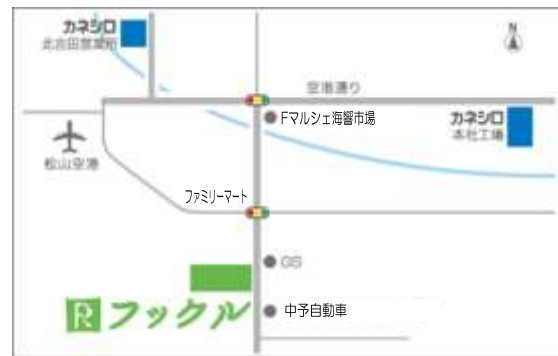 カネシロ
北吉田営業所
N
空港通り
Fマルシェ海響市場
カネシロ
本社工場
松山空港
ファミリーマート
GS
R フックル
中予自動車